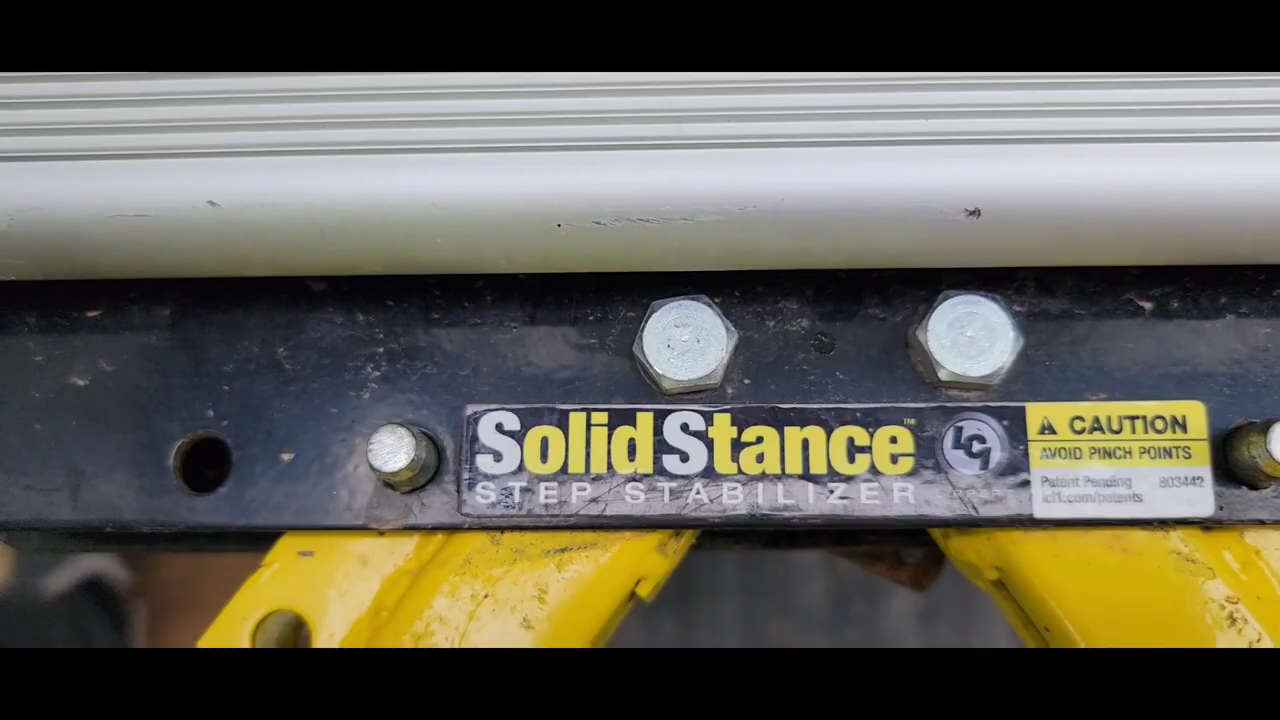 SolidStance™
STEP STABILIZER
LCI
CAUTION
AVOID PINCH POINTS
Patent Pending 803442
lci1.com/patents